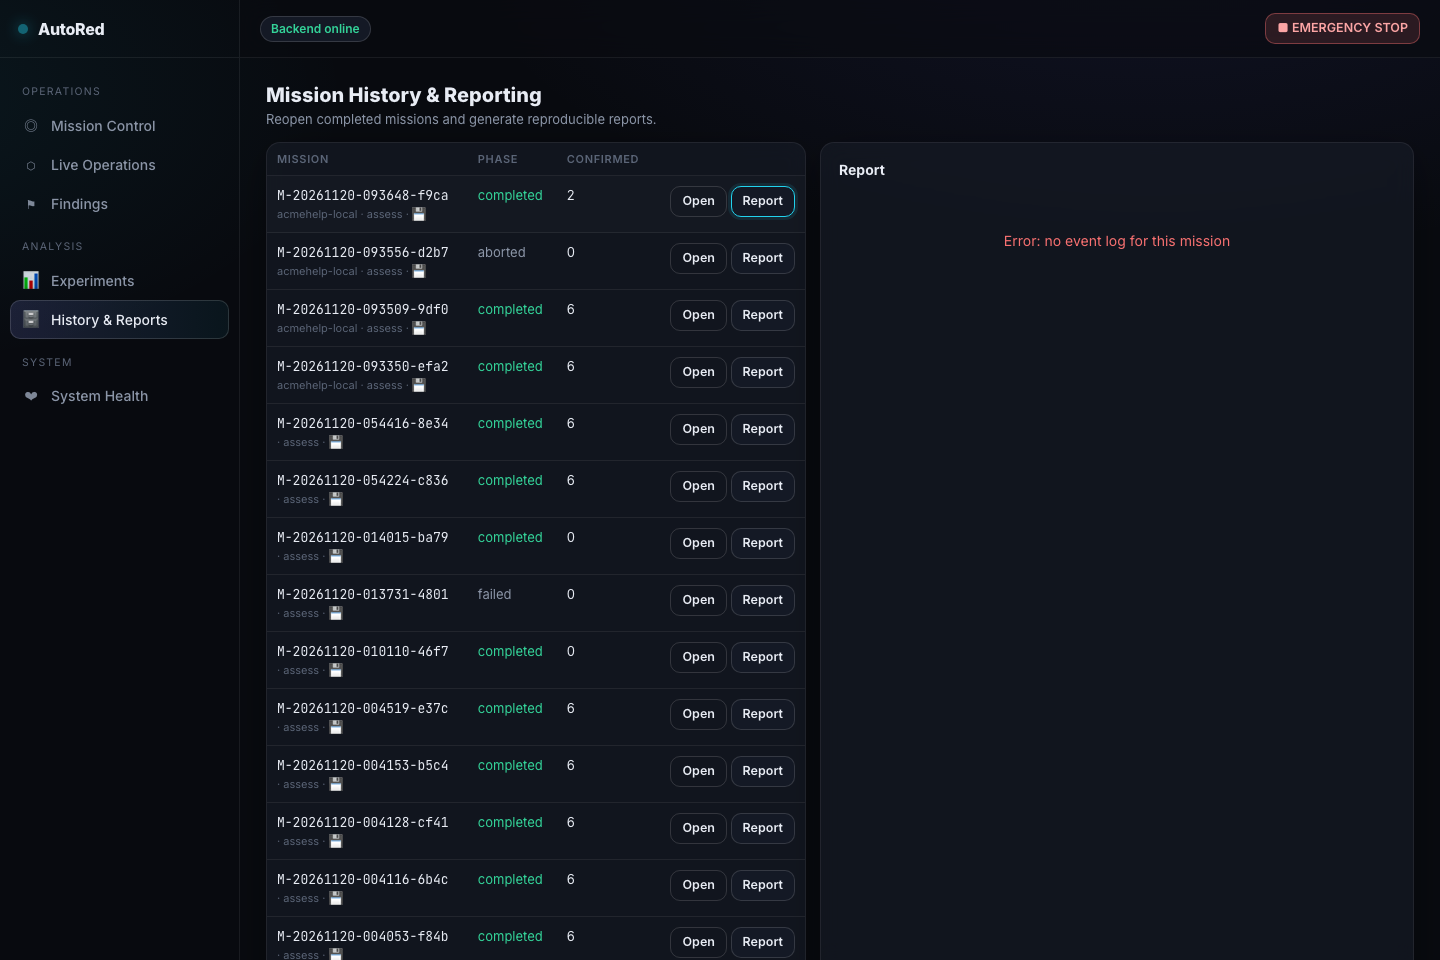 AutoRed
Backend online
EMERGENCY STOP
OPERATIONS
Mission Control
Live Operations
Findings
ANALYSIS
Experiments
History & Reports
SYSTEM
System Health
Mission History & Reporting
Reopen completed missions and generate reproducible reports.
MISSION PHASE CONFIRMED
M-20261120-093648-f9ca completed 2 Open Report
acmehelp-local · assess ·
M-20261120-093556-d2b7 aborted 0 Open Report
acmehelp-local · assess ·
M-20261120-093509-9df0 completed 6 Open Report
acmehelp-local · assess ·
M-20261120-093350-efa2 completed 6 Open Report
acmehelp-local · assess ·
M-20261120-054416-8e34 completed 6 Open Report
· assess ·
M-20261120-054224-c836 completed 6 Open Report
· assess ·
M-20261120-014015-ba79 completed 0 Open Report
· assess ·
M-20261120-013731-4801 failed 0 Open Report
· assess ·
M-20261120-010110-46f7 completed 0 Open Report
· assess ·
M-20261120-004519-e37c completed 6 Open Report
· assess ·
M-20261120-004153-b5c4 completed 6 Open Report
· assess ·
M-20261120-004128-cf41 completed 6 Open Report
· assess ·
M-20261120-004116-6b4c completed 6 Open Report
· assess ·
M-20261120-004053-f84b completed 6 Open Report
· assess ·
Report
Error: no event log for this mission